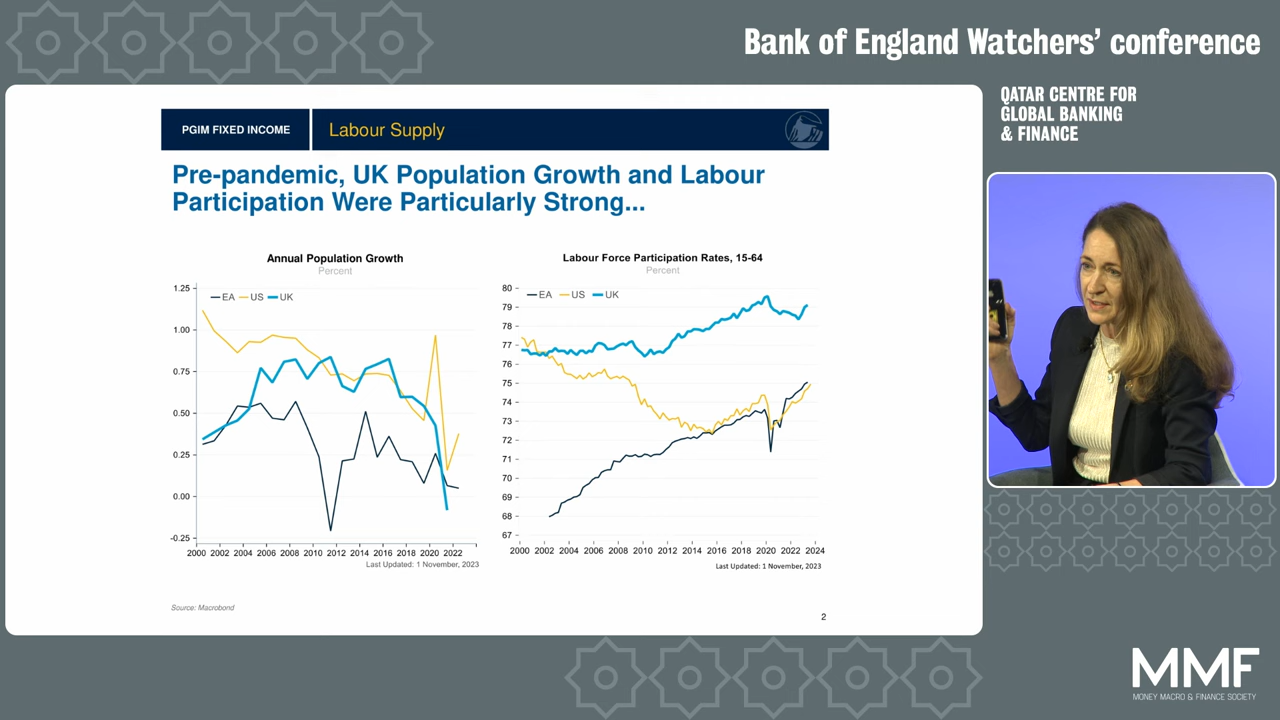 Bank of England Watchers' conference
QATAR CENTRE FOR
GLOBAL BANKING
& FINANCE
PGIM FIXED INCOME
Labour Supply
Pre-pandemic, UK Population Growth and Labour
Participation Were Particularly Strong...
Annual Population Growth
Percent
EA US UK
1.25
1.00
0.75
0.50
0.25
0.00
-0.25
2000 2002 2004 2006 2008 2010 2012 2014 2016 2018 2020 2022
Last Updated: 1 November, 2023
Labour Force Participation Rates, 15-64
Percent
EA US UK
80
79
78
77
76
75
74
73
72
71
70
69
68
67
2000 2002 2004 2006 2008 2010 2012 2014 2016 2018 2020 2022 2024
Last Updated: 1 November, 2023
Source: Macrobond
2
MMF
MONEY MACRO & FINANCE SOCIETY